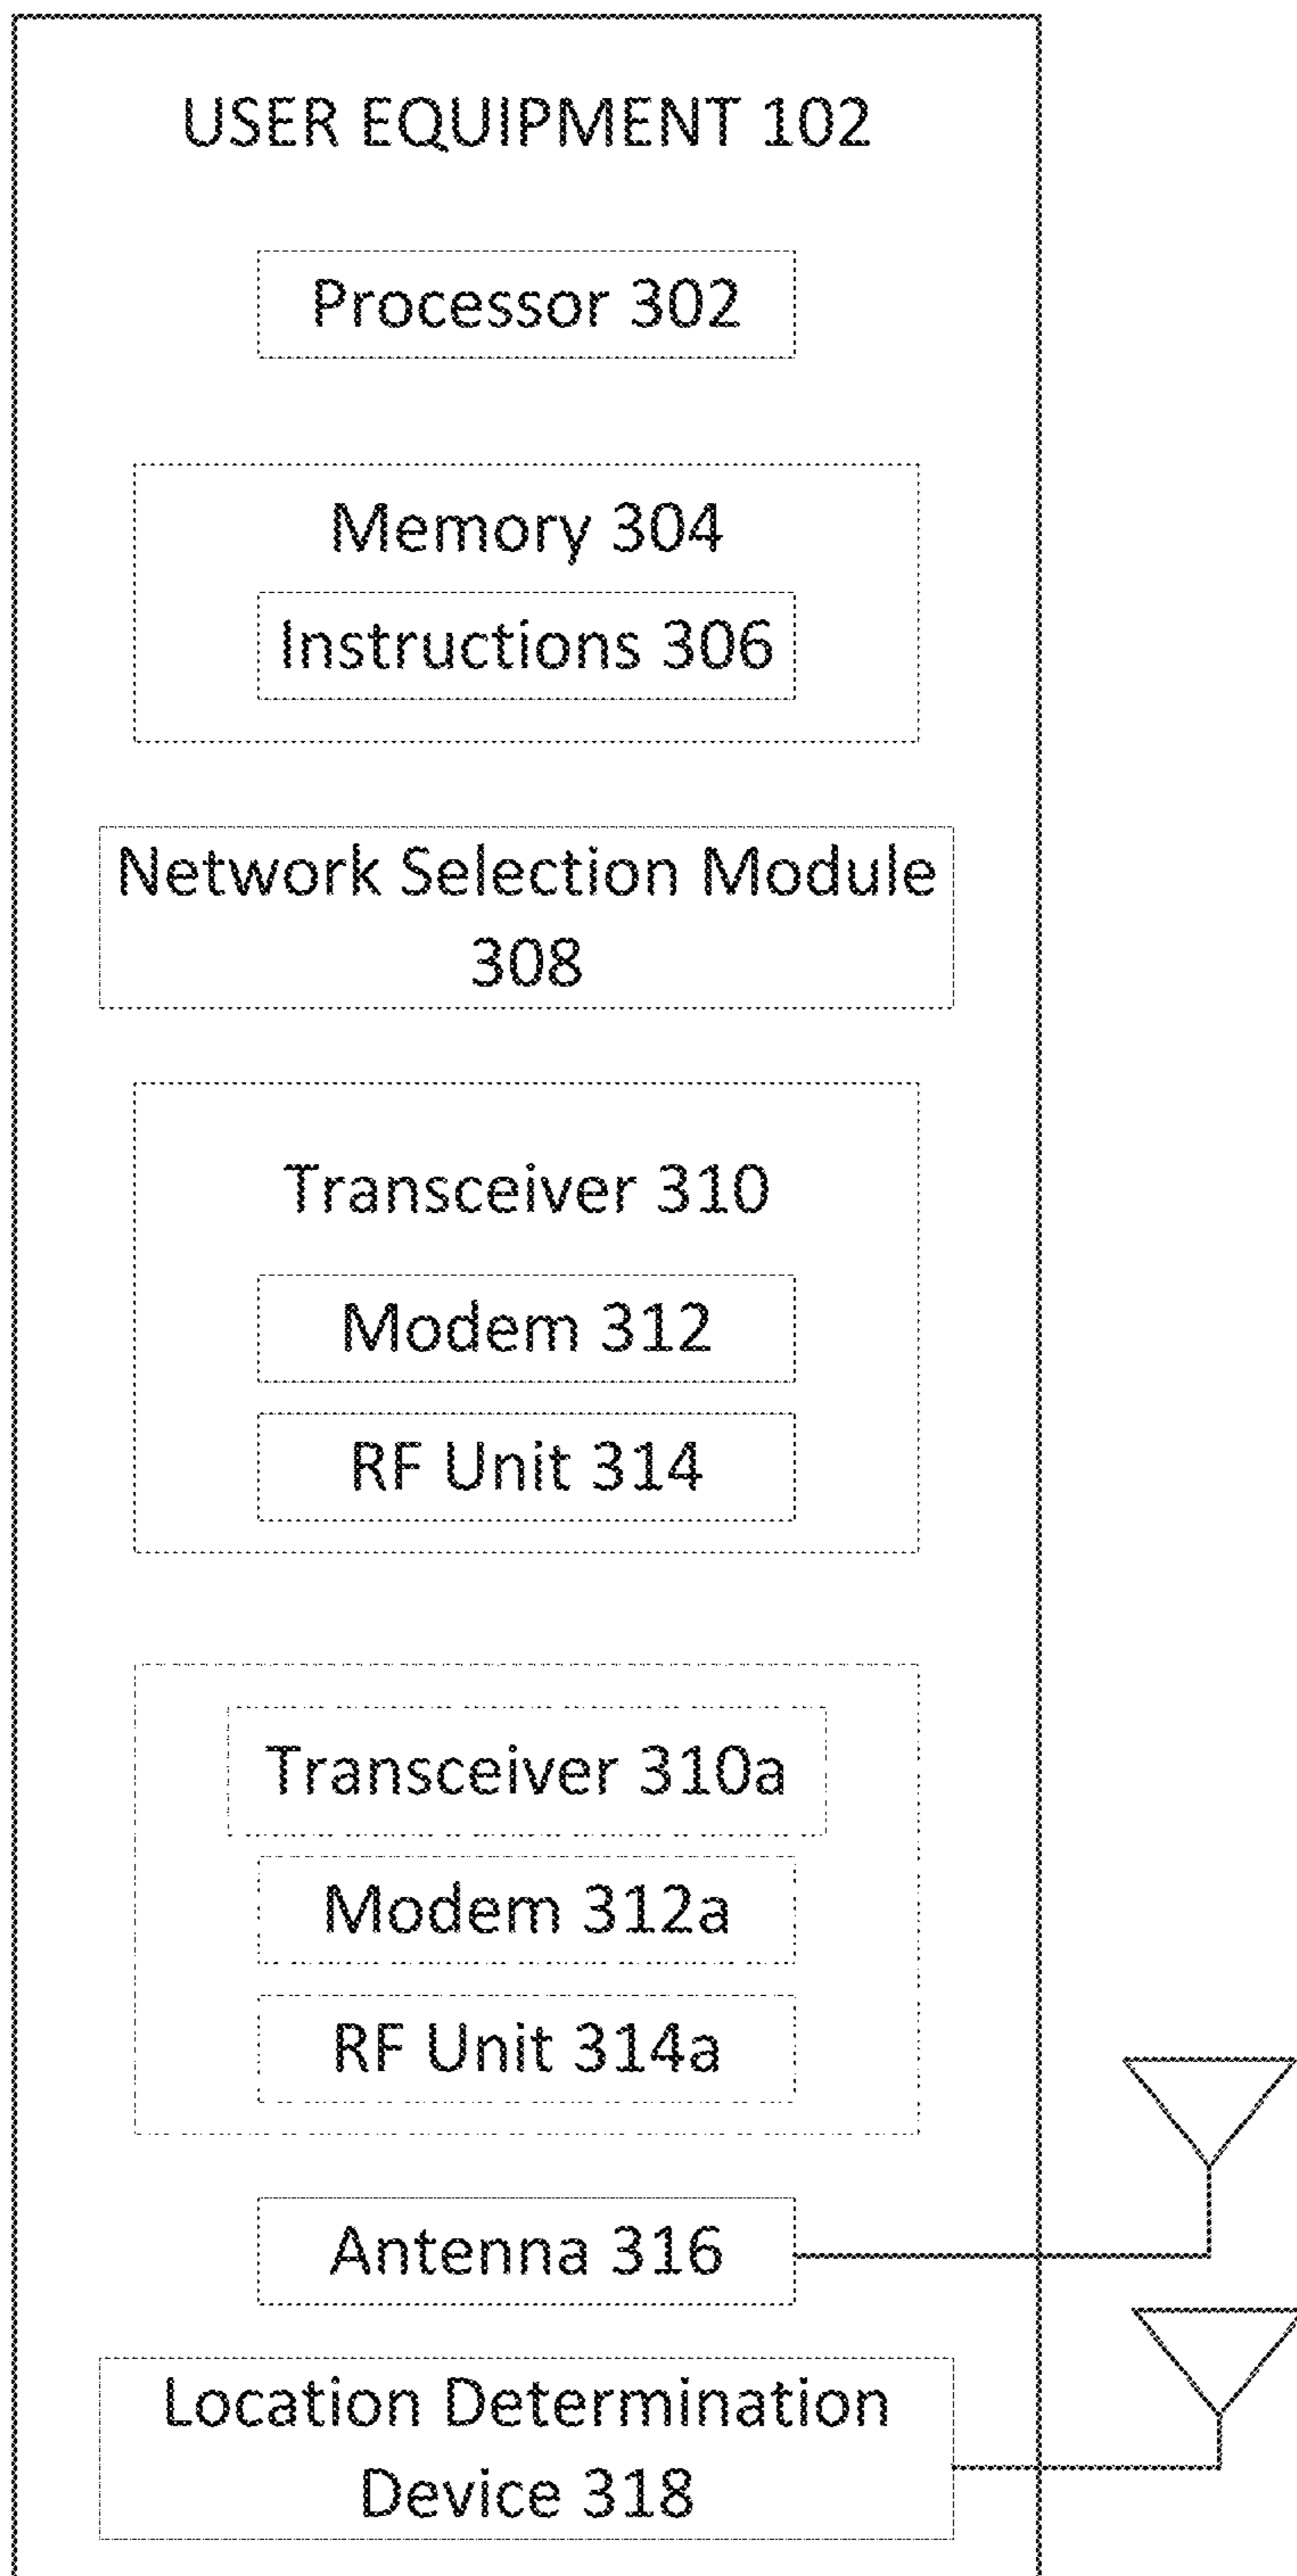 USER EQUIPMENT 102
Processor 302
Memory 304
Instructions 306
Network Selection Module
308
Transceiver 310
Modem 312
RF Unit 314
Transceiver 310a
Modem 312a
RF Unit 314a
Antenna 316
Location Determination
Device 318